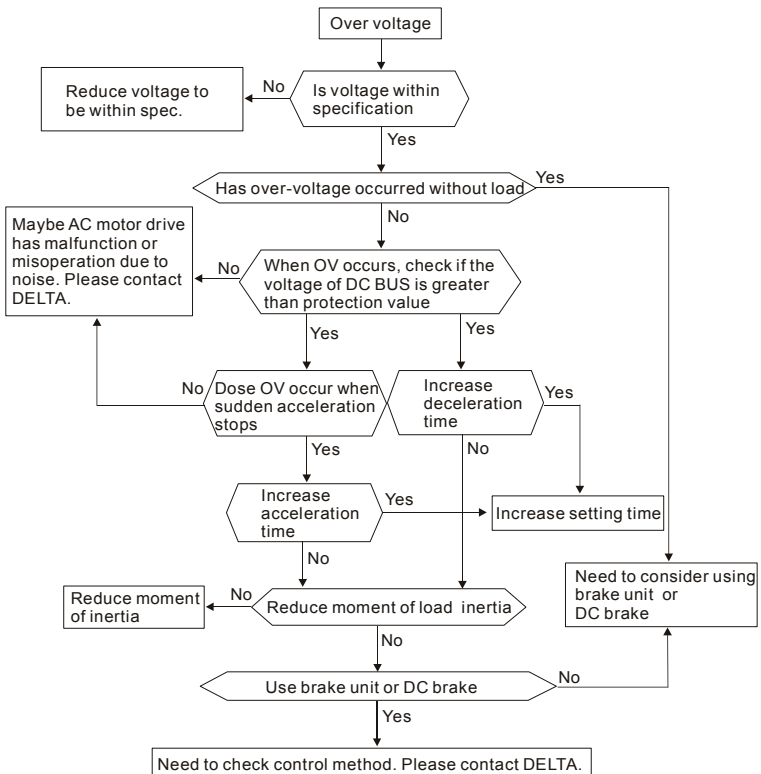 Over voltage
Reduce voltage to
be within spec.
No
Is voltage within
specification
Yes
Has over-voltage occurred without load
Yes
No
Maybe AC motor drive
has malfunction or
misoperation due to
noise. Please contact
DELTA.
No
When OV occurs, check if the
voltage of DC BUS is greater
than protection value
Yes
Yes
No
Dose OV occur when
sudden acceleration
stops
Increase
deceleration
time
Yes
Yes
No
Increase
acceleration
time
Yes
Increase setting time
No
Reduce moment
of inertia
No
Reduce moment of load inertia
Need to consider using
brake unit or
DC brake
No
Use brake unit or DC brake
No
Yes
Need to check control method. Please contact DELTA.